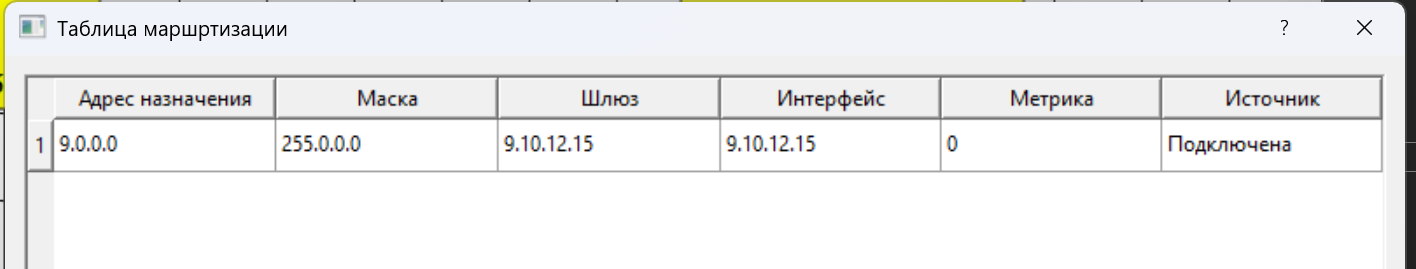 Таблица маршртизации
?
Адрес назначения Маска Шлюз Интерфейс Метрика Источник
1 9.0.0.0 255.0.0.0 9.10.12.15 9.10.12.15 0 Подключена